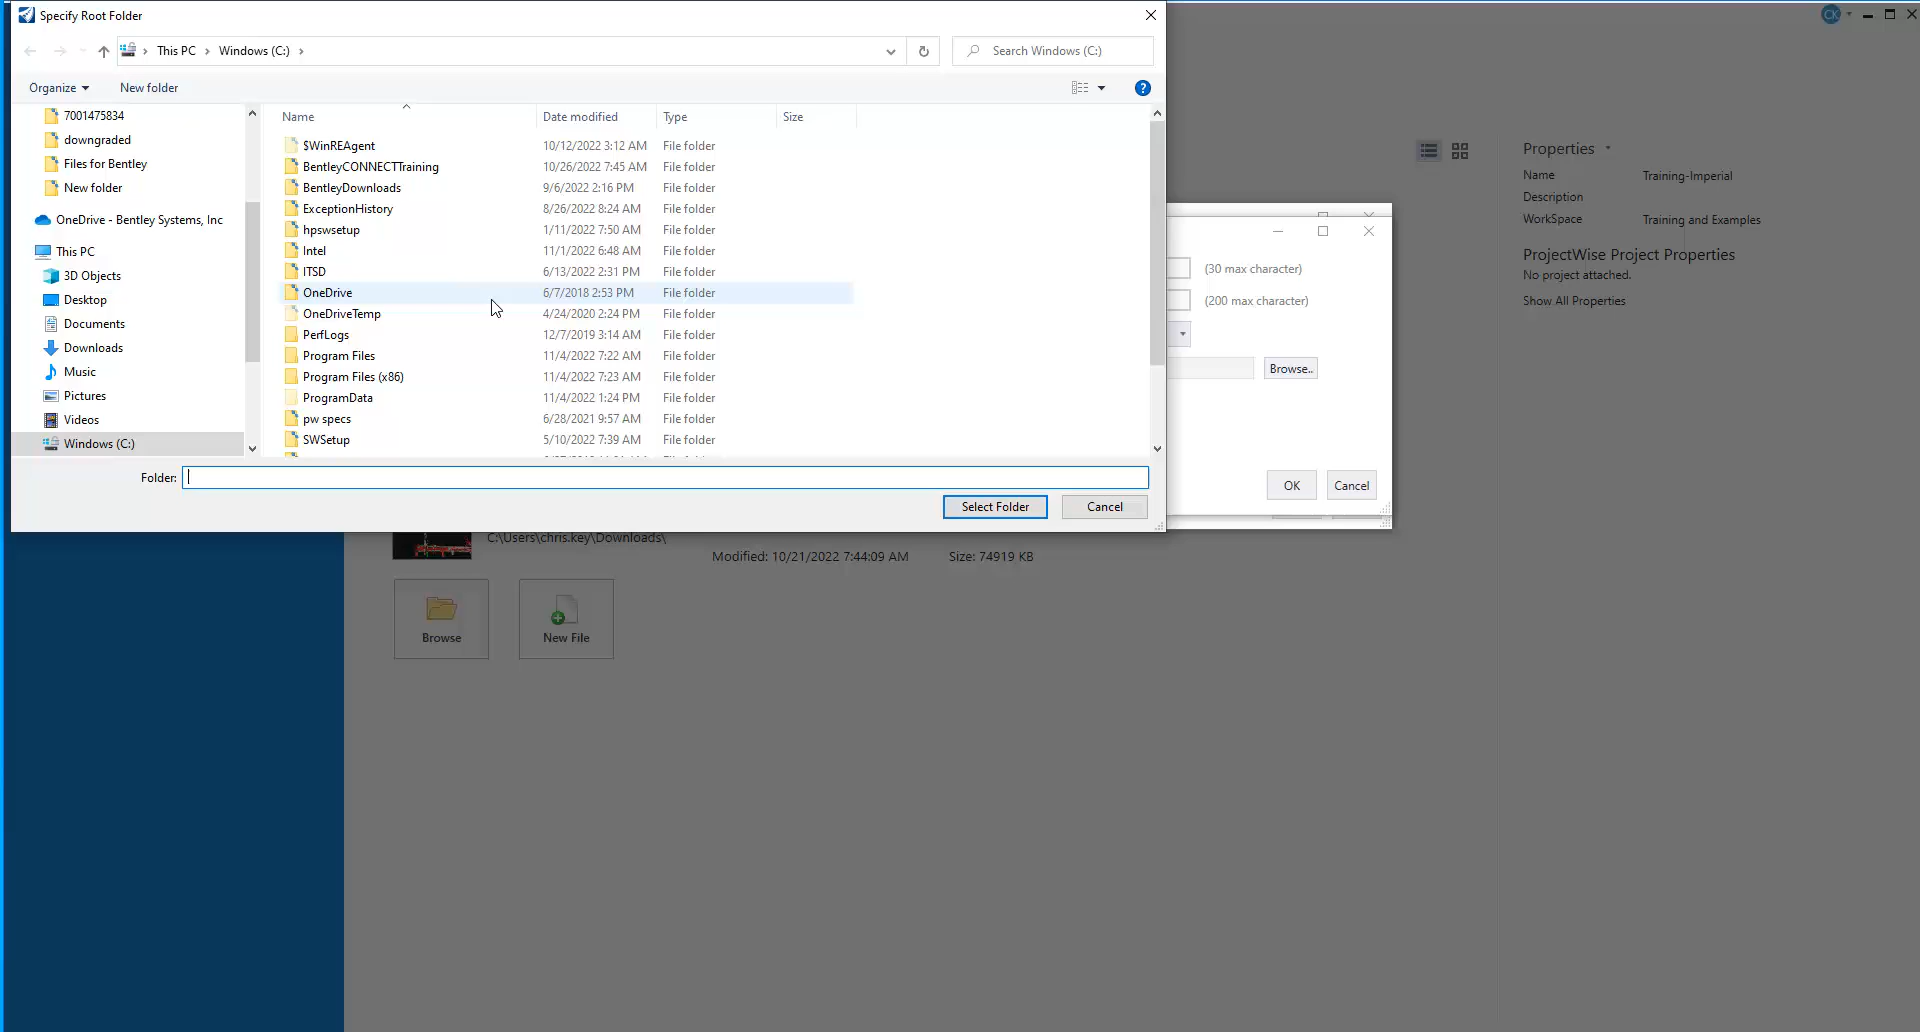 Specify Root Folder
This PC > Windows (C:) >
Search Windows (C:)
Organize
New folder
7001475834
downgraded
Files for Bentley
New folder
OneDrive - Bentley Systems, Inc
This PC
3D Objects
Desktop
Documents
Downloads
Music
Pictures
Videos
Windows (C:)
Name Date modified Type Size
$WinREAgent 10/12/2022 3:12 AM File folder
BentleyCONNECTTraining 10/26/2022 7:45 AM File folder
BentleyDownloads 9/6/2022 2:16 PM File folder
ExceptionHistory 8/26/2022 8:24 AM File folder
hpswsetup 1/11/2022 7:50 AM File folder
Intel 11/1/2022 6:48 AM File folder
ITSD 6/13/2022 2:31 PM File folder
OneDrive 6/7/2018 2:53 PM File folder
OneDriveTemp 4/24/2020 2:24 PM File folder
PerfLogs 12/7/2019 3:14 AM File folder
Program Files 11/4/2022 7:22 AM File folder
Program Files (x86) 11/4/2022 7:23 AM File folder
ProgramData 11/4/2022 1:24 PM File folder
pw specs 6/28/2021 9:57 AM File folder
SWSetup 5/10/2022 7:39 AM File folder
Folder:
Select Folder
Cancel
(30 max character)
(200 max character)
Browse..
OK
Cancel
CK
Properties
Name Training-Imperial
Description
WorkSpace Training and Examples
ProjectWise Project Properties
No project attached.
Show All Properties
C:\Users\chris.key\Downloads\
Modified: 10/21/2022 7:44:09 AM
Size: 74919 KB
Browse
New File